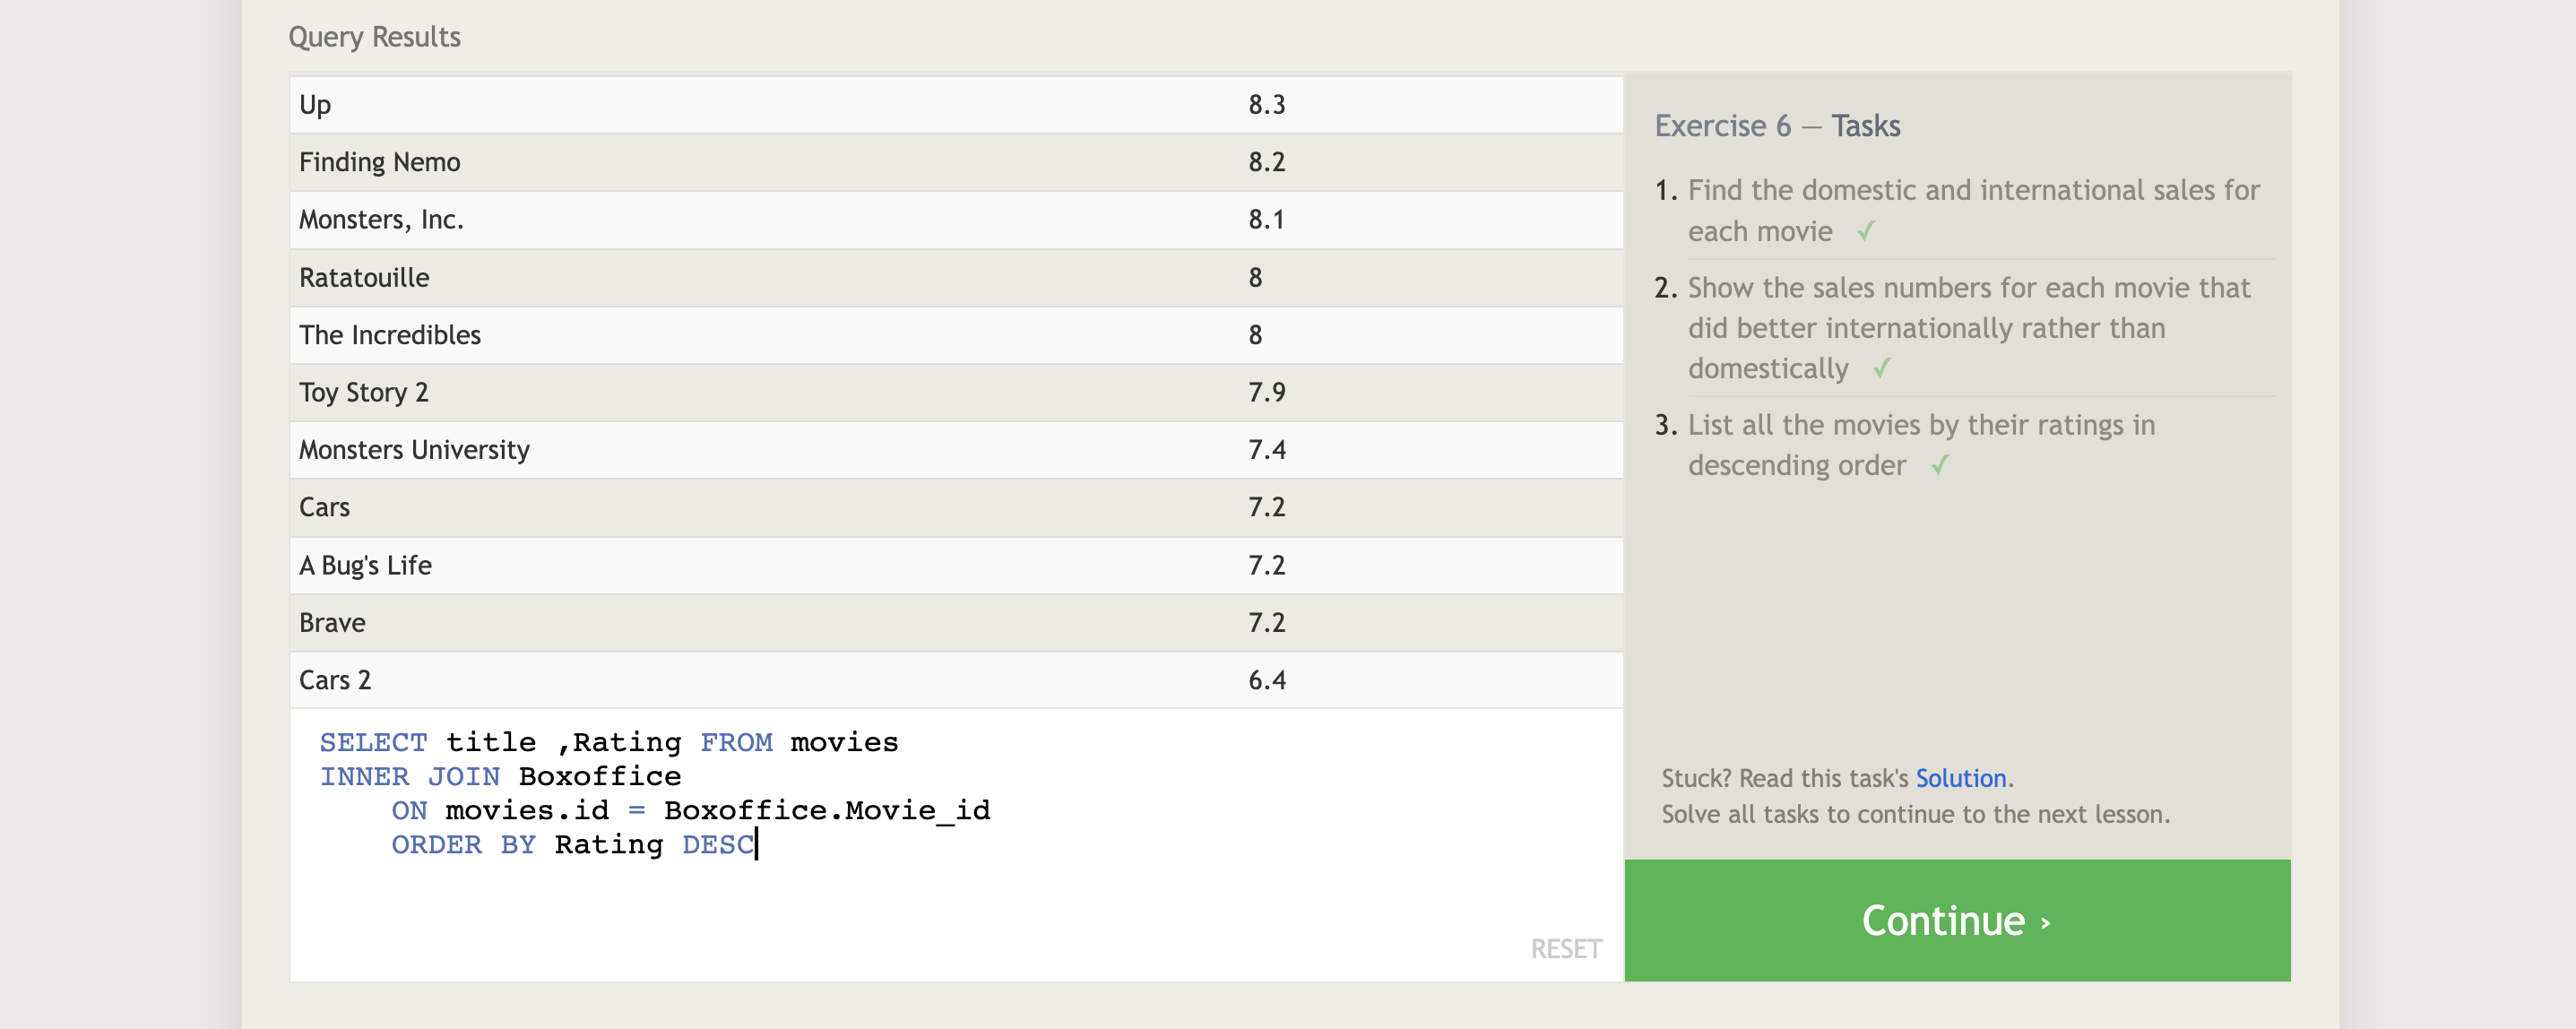 Query Results
Up 8.3
Finding Nemo 8.2
Monsters, Inc. 8.1
Ratatouille 8
The Incredibles 8
Toy Story 2 7.9
Monsters University 7.4
Cars 7.2
A Bug's Life 7.2
Brave 7.2
Cars 2 6.4
SELECT title ,Rating FROM movies
INNER JOIN Boxoffice
    ON movies.id = Boxoffice.Movie_id
    ORDER BY Rating DESC
RESET
Exercise 6 — Tasks
1. Find the domestic and international sales for
each movie ✓
2. Show the sales numbers for each movie that
did better internationally rather than
domestically ✓
3. List all the movies by their ratings in
descending order ✓
Stuck? Read this task's Solution.
Solve all tasks to continue to the next lesson.
Continue ›